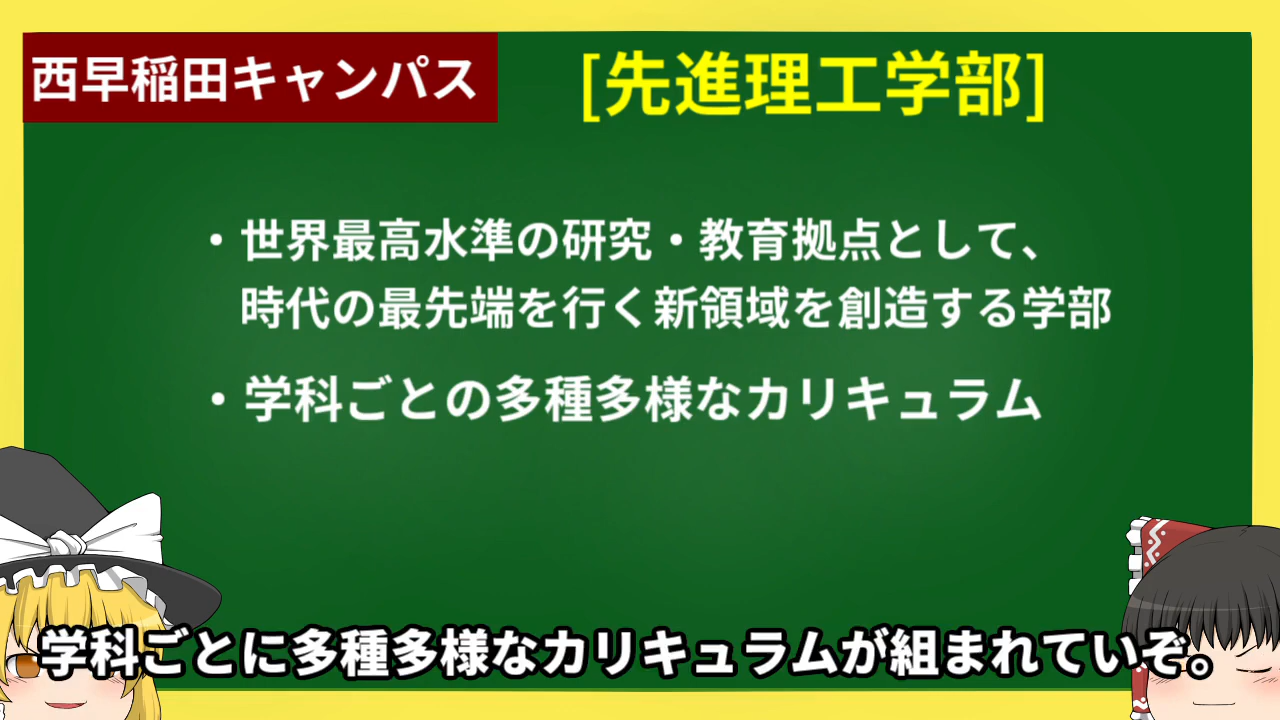 西早稲田キャンパス
[先進理工学部]
・世界最高水準の研究・教育拠点として、
時代の最先端を行く新領域を創造する学部
・学科ごとの多種多様なカリキュラム
学科ごとに多種多様なカリキュラムが組まれていぞ。